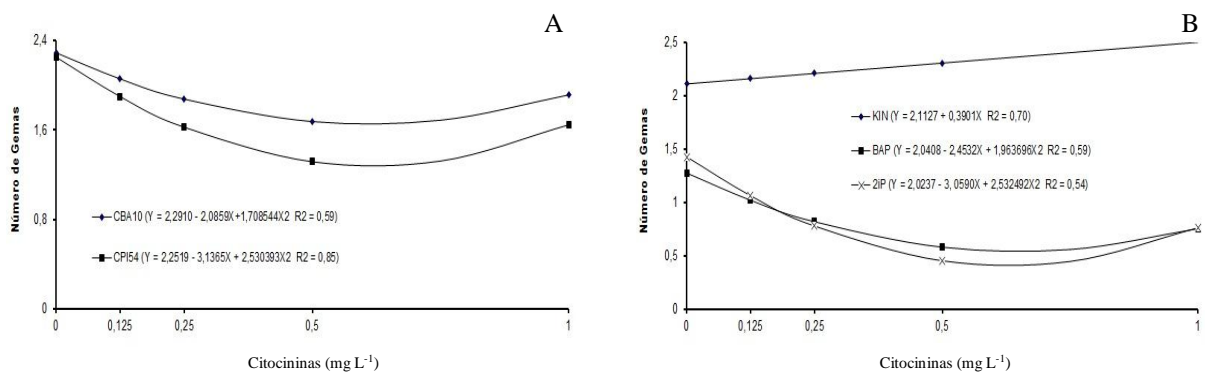 A
Número de Gemas
2,4
1,6
0,8
0
CBA10 (Y = 2,2910 - 2,0859X +1,708544X2 R2 = 0,59)
CPI54 (Y = 2,2519 - 3,1365X + 2,530393X2 R2 = 0,85)
0 0,125 0,25 0,5 1
Citocininas (mg L-1)
B
Número de Gemas
2,5
2
1,5
1
0,5
0
KIN (Y = 2,1127 + 0,3901X R2 = 0,70)
BAP (Y = 2,0408 - 2,4532X + 1,963696X2 R2 = 0,59)
2iP (Y = 2,0237 - 3,0590X + 2,532492X2 R2 = 0,54)
0 0,125 0,25 0,5 1
Citocininas (mg L-1)